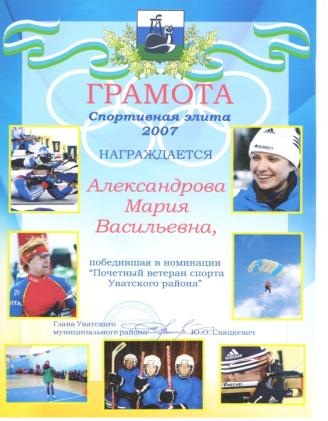 ГРАМОТА
Спортивная элита
2007
НАГРАЖДАЕТСЯ
Александрова
Мария
Васильевна,
победившая в номинации
“Почетный ветеран спорта
Уватского района”
Глава Уватского
муниципального района Ю.О. Свяцкевич
adidas